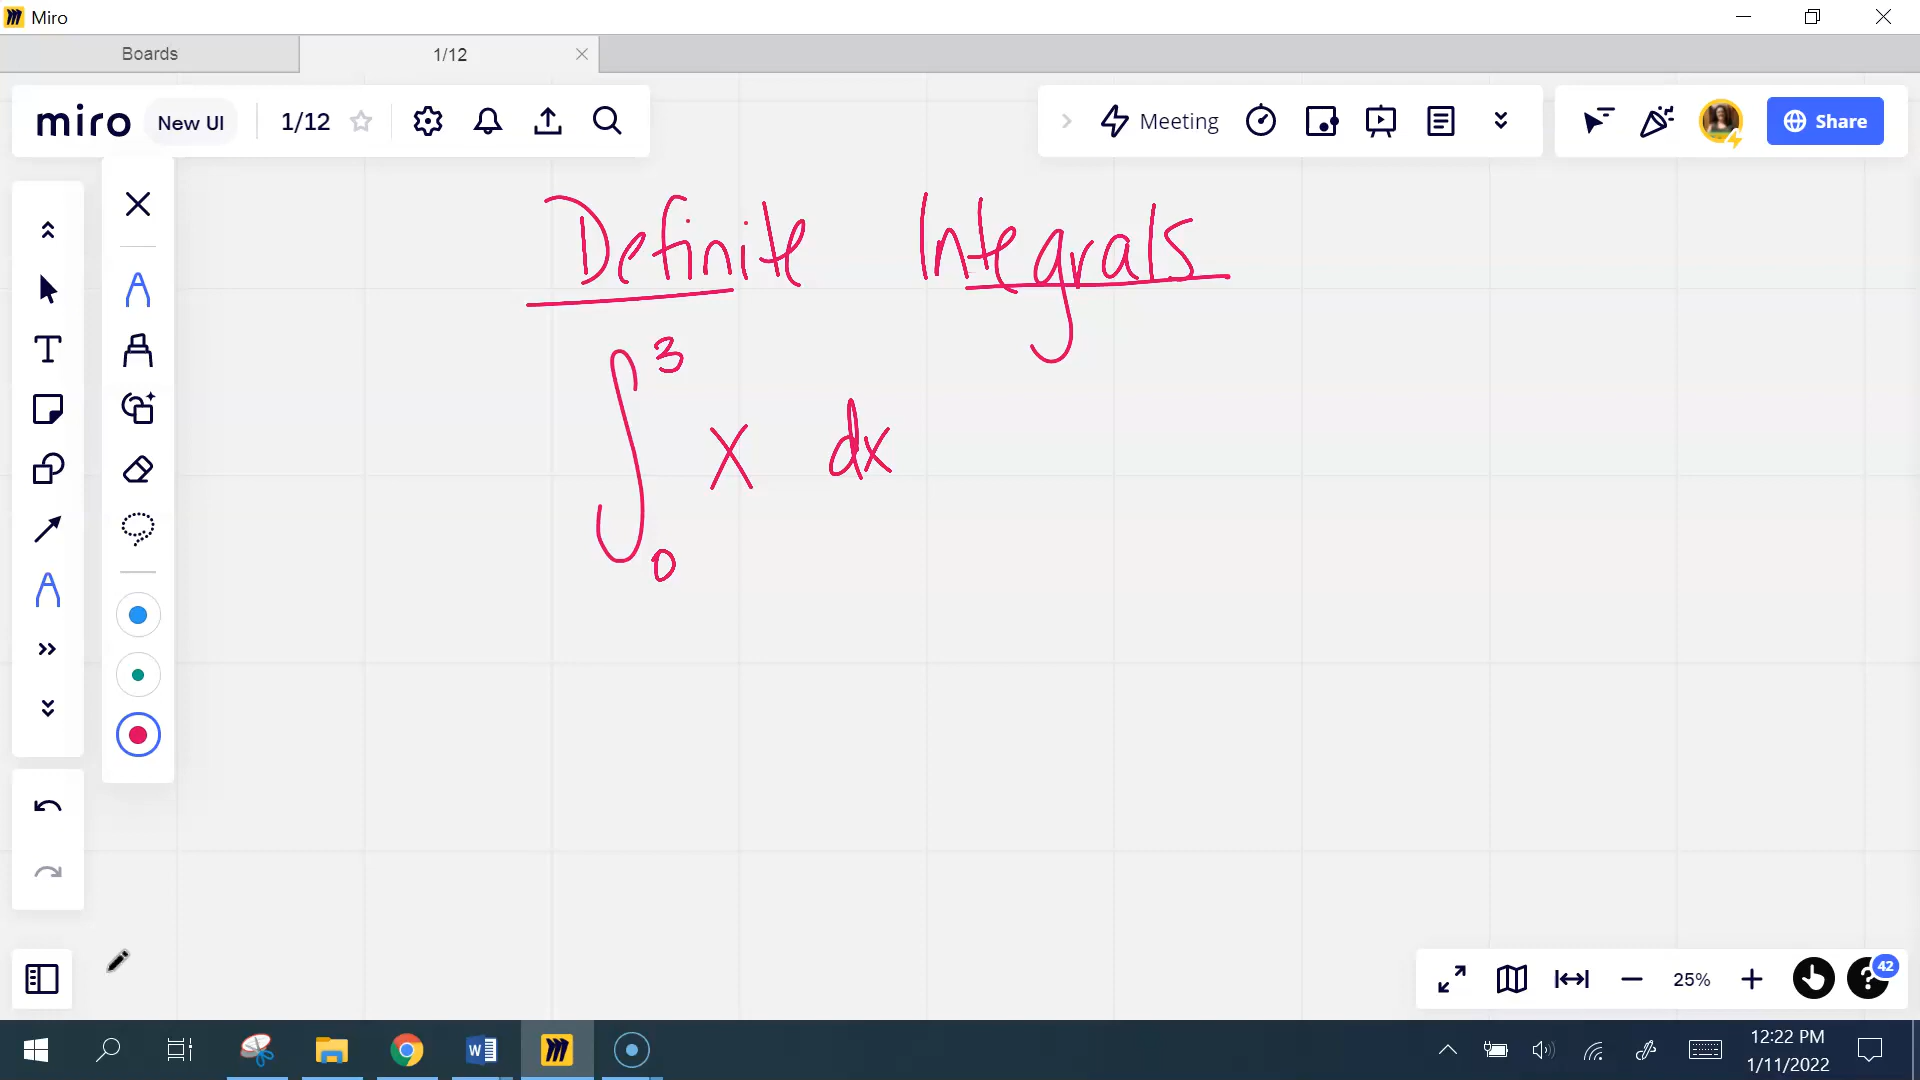 Miro
Boards
1/12
miro
New UI
1/12
Meeting
Share
Definite Integrals
∫₀³ x dx
25%
42
12:22 PM
1/11/2022